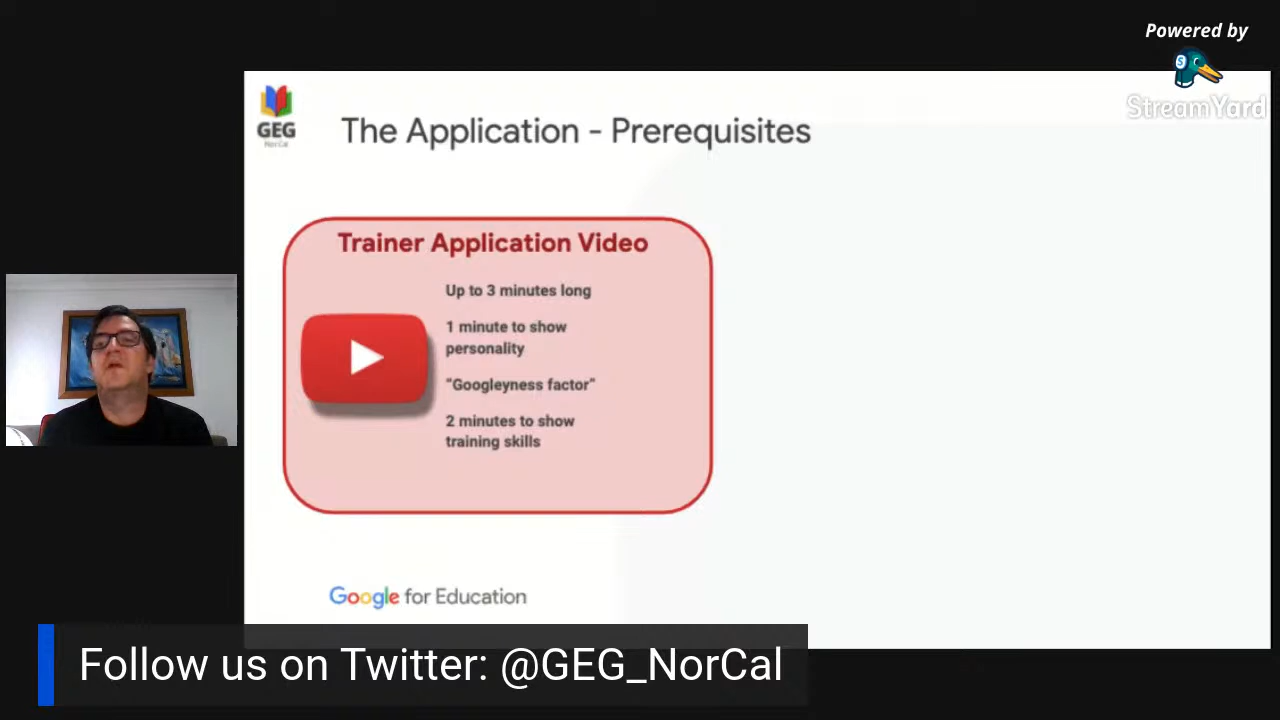 Powered by
StreamYard
GEG
NorCal
The Application - Prerequisites
Trainer Application Video
Up to 3 minutes long
1 minute to show
personality
“Googleyness factor”
2 minutes to show
training skills
Google for Education
Follow us on Twitter: @GEG_NorCal